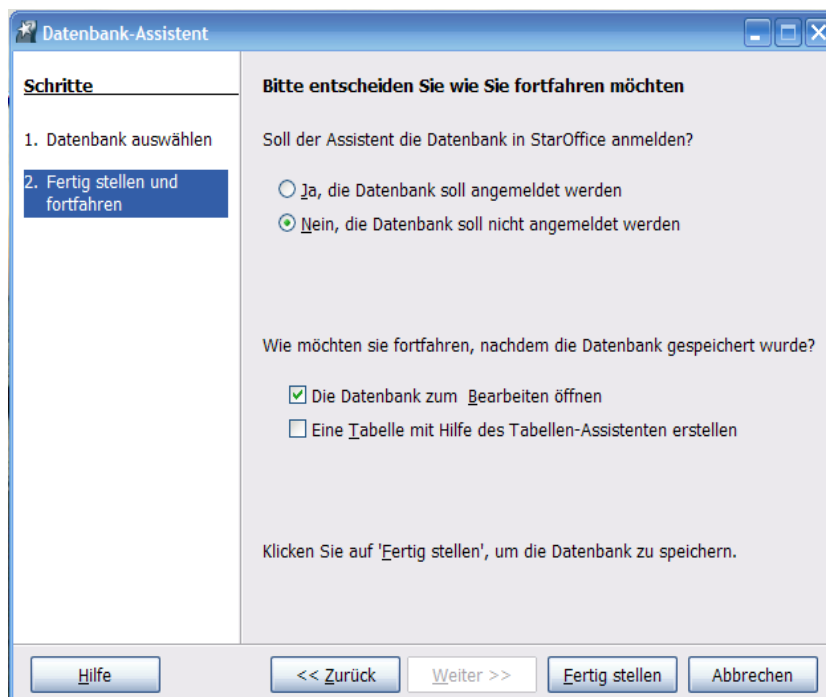 Datenbank-Assistent
Schritte
1. Datenbank auswählen
2. Fertig stellen und
fortfahren
Bitte entscheiden Sie wie Sie fortfahren möchten
Soll der Assistent die Datenbank in StarOffice anmelden?
Ja, die Datenbank soll angemeldet werden
Nein, die Datenbank soll nicht angemeldet werden
Wie möchten sie fortfahren, nachdem die Datenbank gespeichert wurde?
Die Datenbank zum Bearbeiten öffnen
Eine Tabelle mit Hilfe des Tabellen-Assistenten erstellen
Klicken Sie auf 'Fertig stellen', um die Datenbank zu speichern.
Hilfe
<< Zurück
Weiter >>
Fertig stellen
Abbrechen